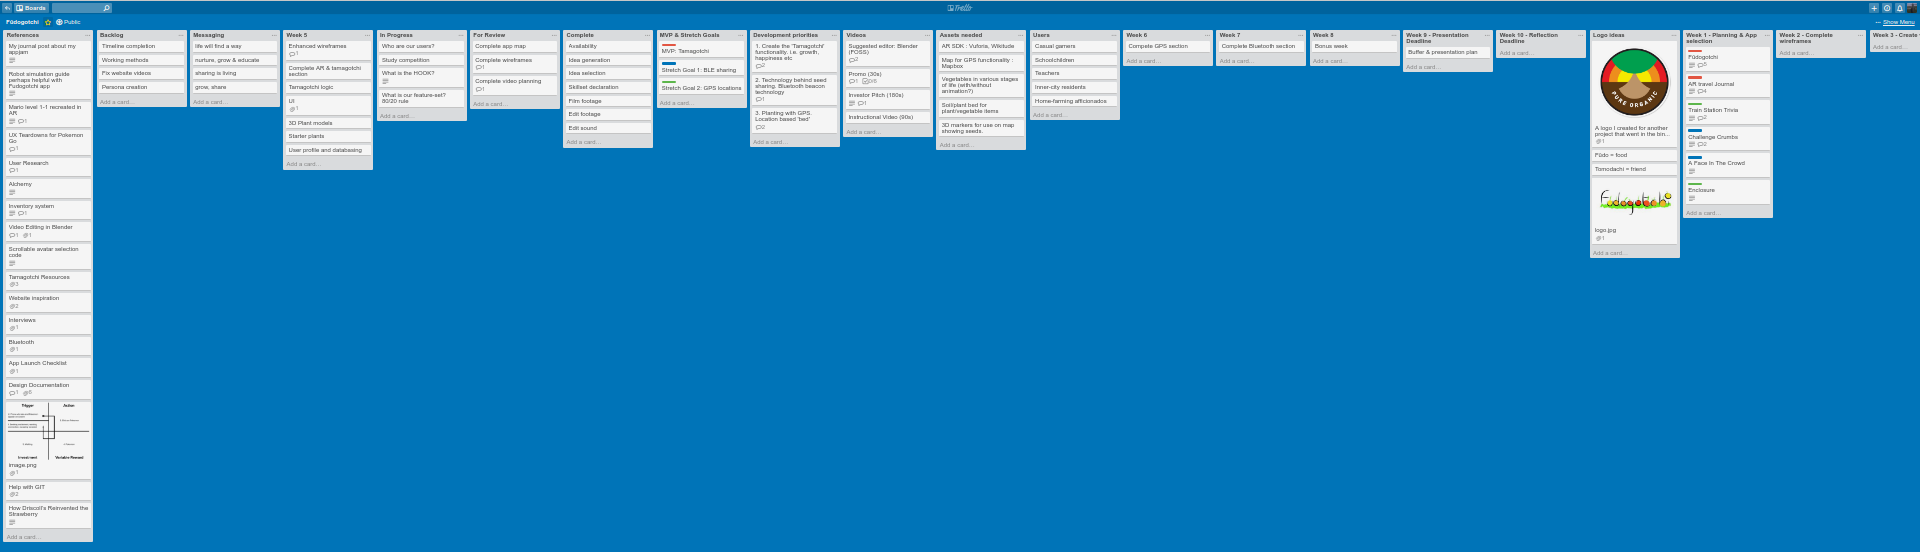 Boards
Trello
Fūdogotchi
Public
Show Menu
References
My journal post about my
appjam
Robot simulation guide
perhaps helpful with
Fudogotchi app
Mario level 1-1 recreated in
AR
1
UX Teardowns for Pokemon
Go
1
User Research
1
Alchemy
Inventory system
1
Video Editing in Blender
1 1
Scrollable avatar selection
code
Tamagotchi Resources
3
Website inspiration
2
Interviews
1
Bluetooth
1
App Launch Checklist
1
Design Documentation
1 5
Trigger Action
Investment Variable Reward
image.png
1
Help with GIT
2
How Driscoll's Reinvented the
Strawberry
Add a card...
Backlog
Timeline completion
Working methods
Fix website videos
Persona creation
Add a card...
Messaging
life will find a way
nurture, grow & educate
sharing is living
grow, share
Add a card...
Week 5
Enhanced wireframes
1
Complete AR & tamagotchi
section
Tamagotchi logic
UI
1
3D Plant models
Starter plants
User profile and databasing
Add a card...
In Progress
Who are our users?
Study competition
What is the HOOK?
What is our feature-set?
80/20 rule
Add a card...
For Review
Complete app map
Complete wireframes
1
Complete video planning
1
Add a card...
Complete
Availability
Idea generation
Idea selection
Skillset declaration
Film footage
Edit footage
Edit sound
Add a card...
MVP & Stretch Goals
MVP: Tamagotchi
Stretch Goal 1: BLE sharing
Stretch Goal 2: GPS locations
Add a card...
Development priorities
1. Create the 'Tamagotchi'
functionality. i.e. growth,
happiness etc
2
2. Technology behind seed
sharing. Bluetooth beacon
technology
1
3. Planting with GPS.
Location based 'bed'
2
Add a card...
Videos
Suggested editor: Blender
(FOSS)
2
Promo (30s)
1 0/8
Investor Pitch (180s)
1
Instructional Video (90s)
Add a card...
Assets needed
AR SDK : Vuforia, Wikitude
Map for GPS functionality :
Mapbox
Vegetables in various stages
of life (with/without
animation?)
Soil/plant bed for
plant/vegetable items
3D markers for use on map
showing seeds.
Add a card...
Users
Casual gamers
Schoolchildren
Teachers
Inner-city residents
Home-farming afficionados
Add a card...
Week 6
Compete GPS section
Add a card...
Week 7
Complete Bluetooth section
Add a card...
Week 8
Bonus week
Add a card...
Week 9 - Presentation
Deadline
Buffer & presentation plan
Add a card...
Week 10 - Reflection
Deadline
Add a card...
Logo ideas
PURE ORGANIC
A logo I created for another
project that went in the bin...
1
Fūdo = food
Tomodachi = friend
Fudogotchi
logo.jpg
1
Add a card...
Week 1 - Planning & App
selection
Fūdogotchi
5
AR travel Journal
4
Train Station Trivia
2
Challenge Crumbs
2
A Face In The Crowd
Enclosure
Add a card...
Week 2 - Complete
wireframes
Add a card...
Week 3 - Create
Add a card...